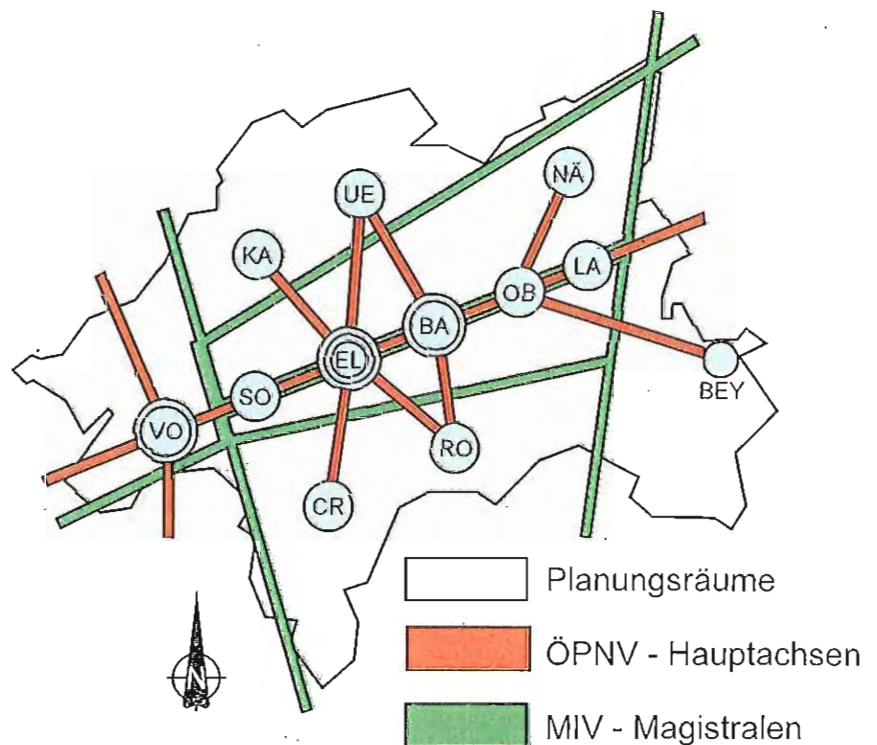 NÄ
UE
KA
LA
OB
BA
EL
SO
BEY
VO
RO
CR
Planungsräume
N
ÖPNV - Hauptachsen
MIV - Magistralen